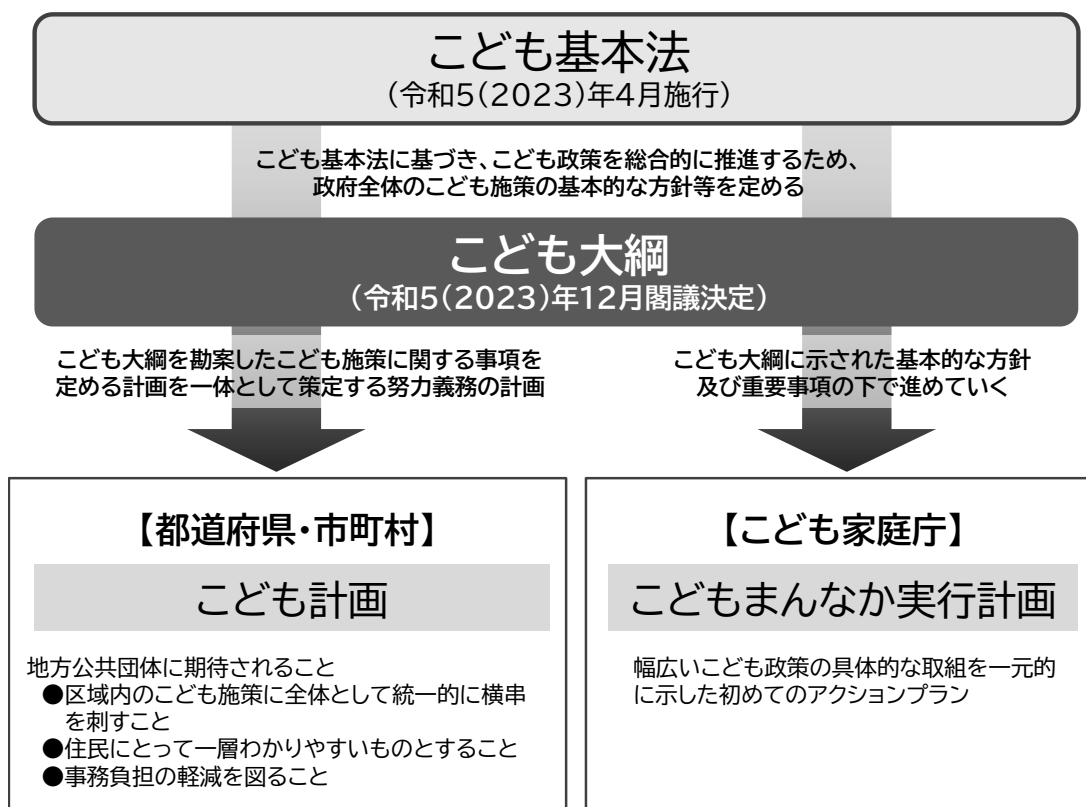 こども基本法
(令和5(2023)年4月施行)
こども基本法に基づき、こども政策を総合的に推進するため、
政府全体のこども施策の基本的な方針等を定める
こども大綱
(令和5(2023)年12月閣議決定)
こども大綱を勘案したこども施策に関する事項を
定める計画を一体として策定する努力義務の計画
こども大綱に示された基本的な方針
及び重要事項の下で進めていく
【都道府県・市町村】
こども計画
地方公共団体に期待されること
●区域内のこども施策に全体として統一的に横串
を刺すこと
●住民にとって一層わかりやすいものとすること
●事務負担の軽減を図ること
【こども家庭庁】
こどもまんなか実行計画
幅広いこども政策の具体的な取組を一元的
に示した初めてのアクションプラン